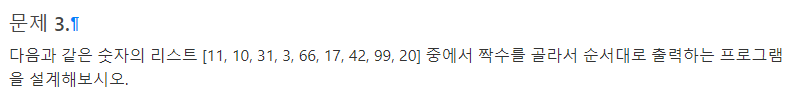 문제 3.¶
다음과 같은 숫자의 리스트 [11, 10, 31, 3, 66, 17, 42, 99, 20] 중에서 짝수를 골라서 순서대로 출력하는 프로그램
을 설계해보시오.